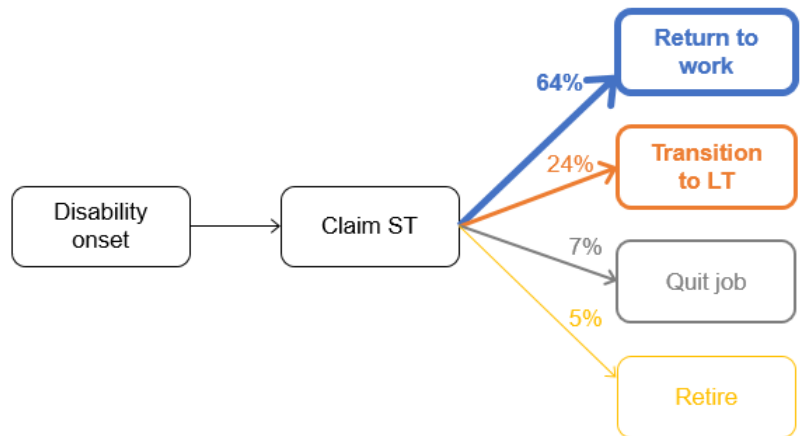 Return to
work
64%
Transition
to LT
24%
Disability
onset
Claim ST
7%
Quit job
5%
Retire